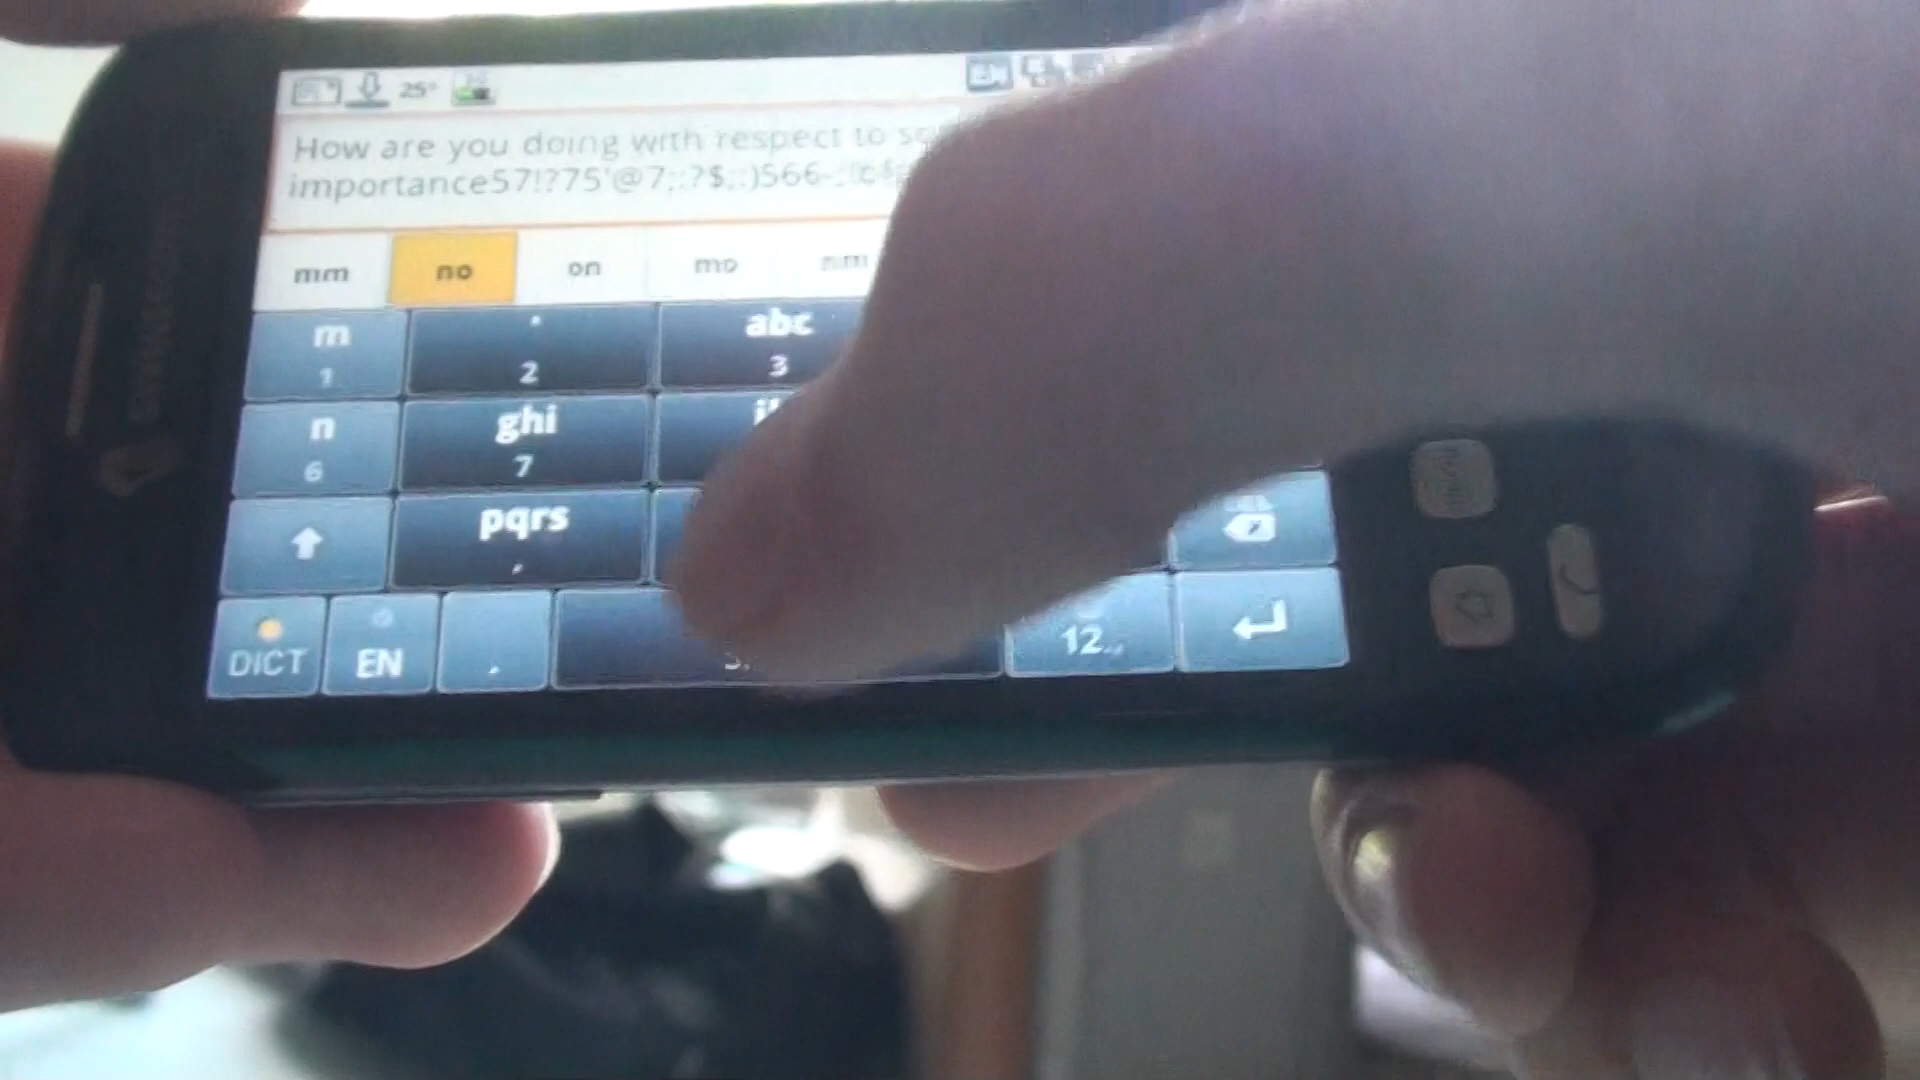 25°
How are you doing with respect to
importance57!?75'@7;:?$;:)566-
mm no on mo nm
m abc
1 2 3
n ghi
6 7
pqrs
,
DICT EN . 12